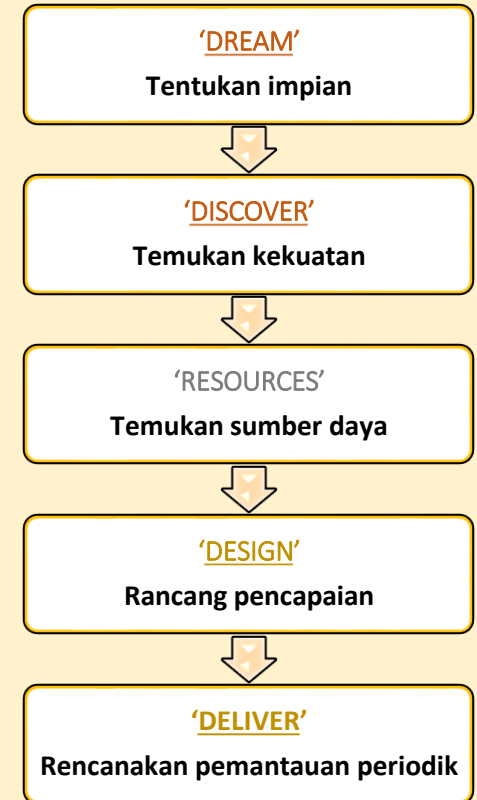 ‘DREAM’
Tentukan impian
‘DISCOVER’
Temukan kekuatan
‘RESOURCES’
Temukan sumber daya
‘DESIGN’
Rancang pencapaian
‘DELIVER’
Rencanakan pemantauan periodik